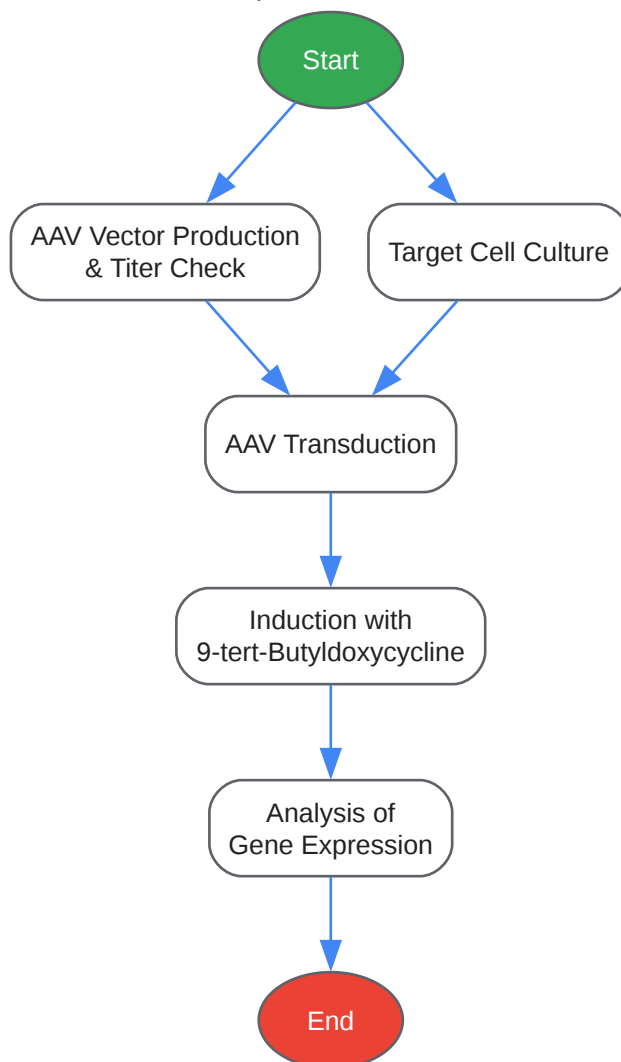 Start
AAV Vector Production
& Titer Check
Target Cell Culture
AAV Transduction
Induction with
9-tert-Butyldoxycycline
Analysis of
Gene Expression
End